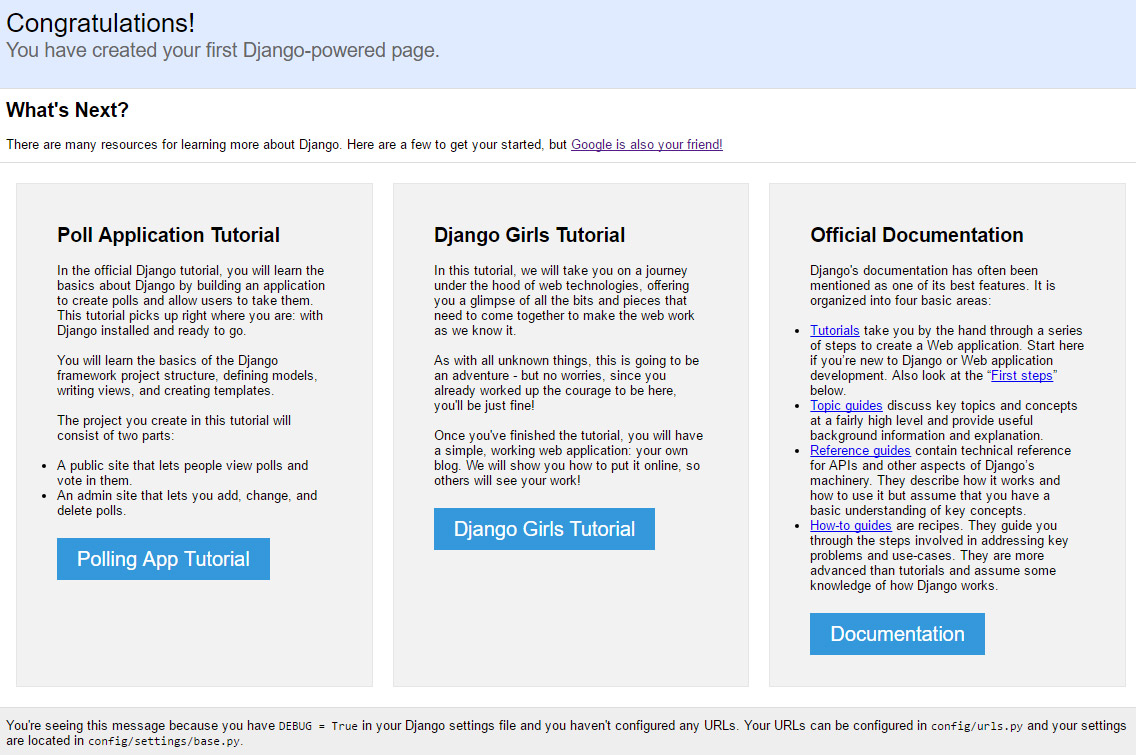 Congratulations!
You have created your first Django-powered page.
What's Next?
There are many resources for learning more about Django. Here are a few to get your started, but Google is also your friend!
Poll Application Tutorial
In the official Django tutorial, you will learn the
basics about Django by building an application
to create polls and allow users to take them.
This tutorial picks up right where you are: with
Django installed and ready to go.
You will learn the basics of the Django
framework project structure, defining models,
writing views, and creating templates.
The project you create in this tutorial will
consist of two parts:
• A public site that lets people view polls and
vote in them.
• An admin site that lets you add, change, and
delete polls.
Polling App Tutorial
Django Girls Tutorial
In this tutorial, we will take you on a journey
under the hood of web technologies, offering
you a glimpse of all the bits and pieces that
need to come together to make the web work
as we know it.
As with all unknown things, this is going to be
an adventure - but no worries, since you
already worked up the courage to be here,
you'll be just fine!
Once you've finished the tutorial, you will have
a simple, working web application: your own
blog. We will show you how to put it online, so
others will see your work!
Django Girls Tutorial
Official Documentation
Django's documentation has often been
mentioned as one of its best features. It is
organized into four basic areas:
• Tutorials take you by the hand through a series
of steps to create a Web application. Start here
if you're new to Django or Web application
development. Also look at the “First steps”
below.
• Topic guides discuss key topics and concepts
at a fairly high level and provide useful
background information and explanation.
• Reference guides contain technical reference
for APIs and other aspects of Django's
machinery. They describe how it works and
how to use it but assume that you have a
basic understanding of key concepts.
• How-to guides are recipes. They guide you
through the steps involved in addressing key
problems and use-cases. They are more
advanced than tutorials and assume some
knowledge of how Django works.
Documentation
You're seeing this message because you have DEBUG = True in your Django settings file and you haven't configured any URLs. Your URLs can be configured in config/urls.py and your settings
are located in config/settings/base.py.